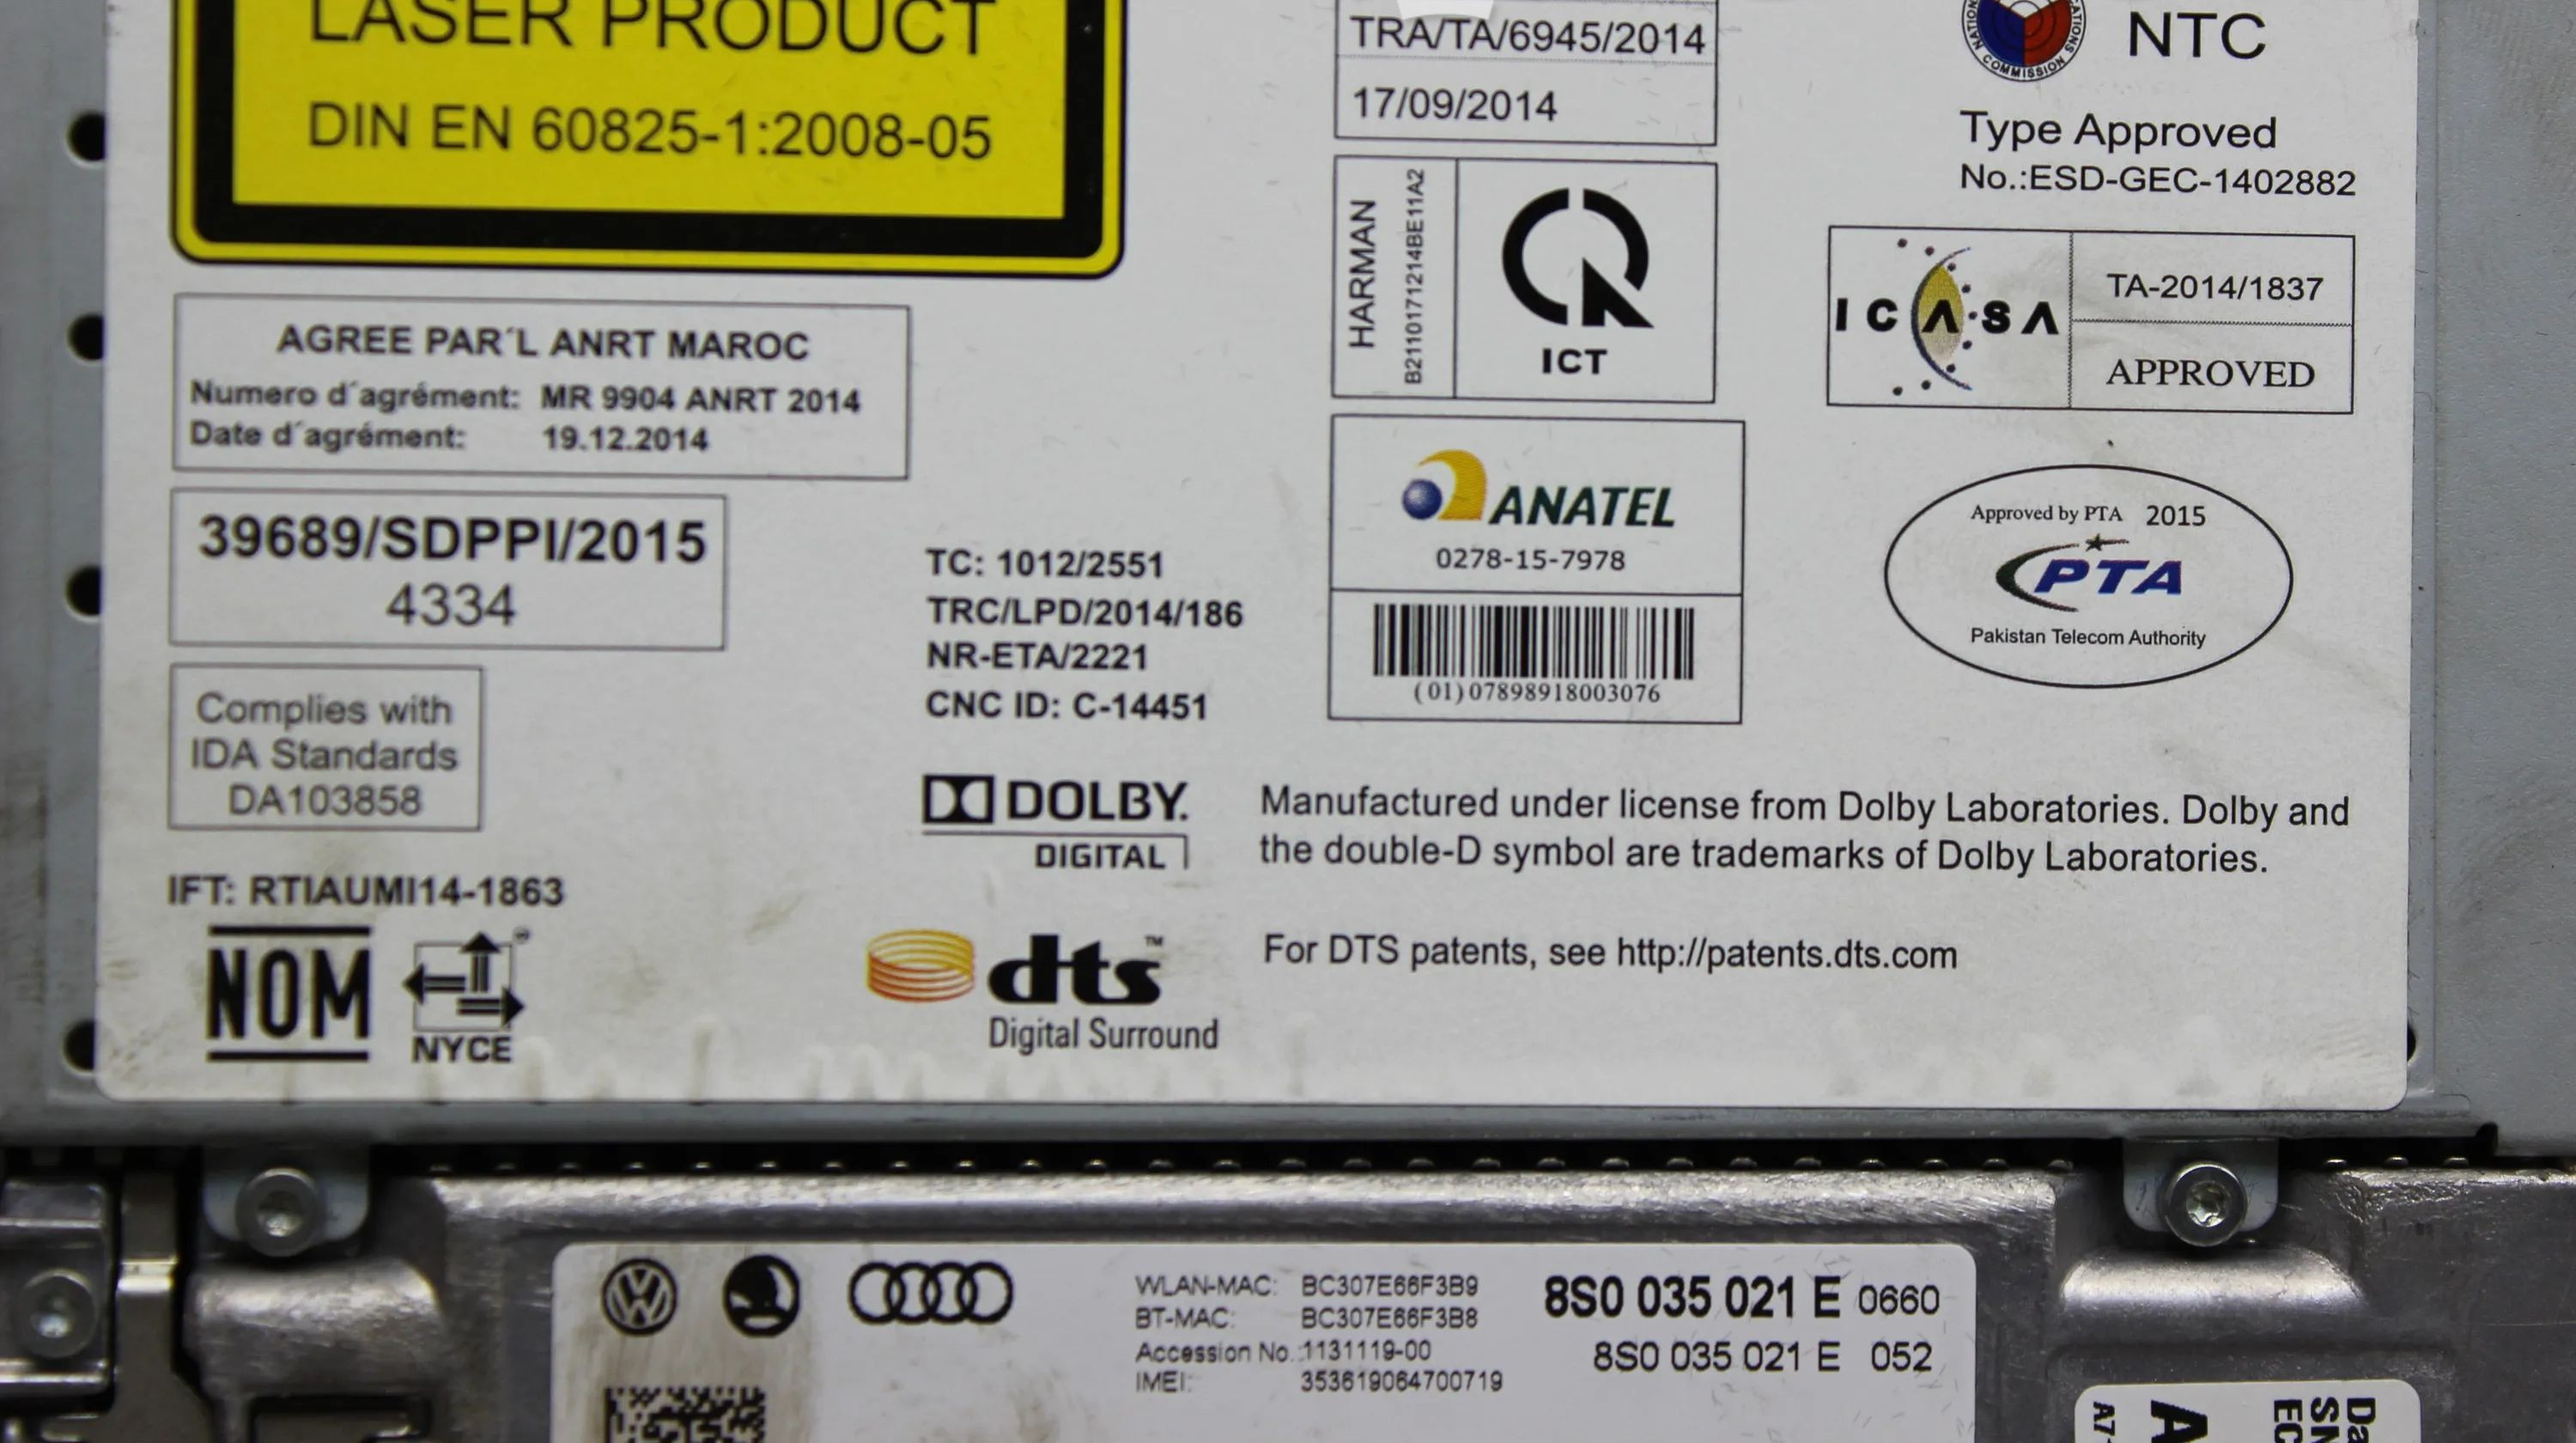 LASER PRODUCT
DIN EN 60825-1:2008-05
AGREE PAR´L ANRT MAROC
Numero d´agrément: MR 9904 ANRT 2014
Date d´agrément: 19.12.2014
39689/SDPPI/2015
4334
Complies with
IDA Standards
DA103858
IFT: RTIAUMI14-1863
NOM
NYCE
TC: 1012/2551
TRC/LPD/2014/186
NR-ETA/2221
CNC ID: C-14451
DOLBY.
DIGITAL
dts™
Digital Surround
TRA/TA/6945/2014
17/09/2014
HARMAN
B2110171214BE11A2
ICT
ANATEL
0278-15-7978
(01)07898918003076
COMMISSION
NTC
Type Approved
No.:ESD-GEC-1402882
ICASA
TA-2014/1837
APPROVED
Approved by PTA 2015
PTA
Pakistan Telecom Authority
Manufactured under license from Dolby Laboratories. Dolby and
the double-D symbol are trademarks of Dolby Laboratories.
For DTS patents, see http://patents.dts.com
WLAN-MAC: BC307E66F3B9
BT-MAC: BC307E66F3B8
Accession No.:1131119-00
IMEI: 353619064700719
8S0 035 021 E 0660
8S0 035 021 E 052